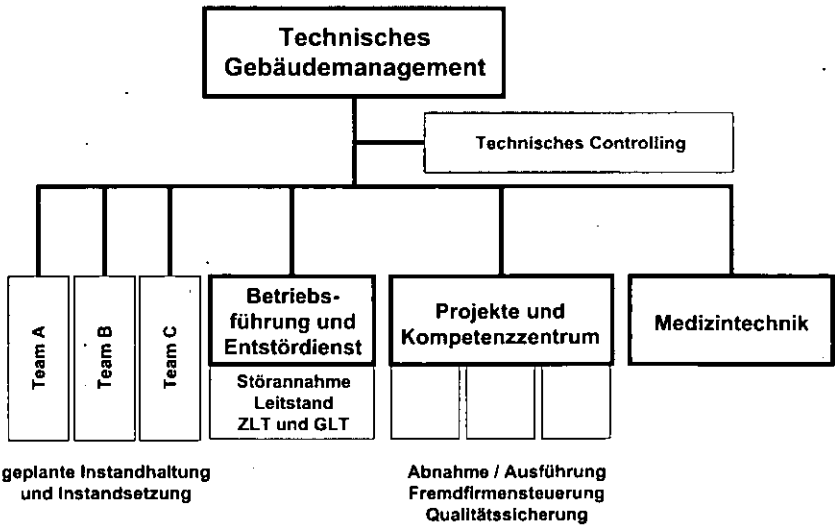 Technisches
Gebäudemanagement
Technisches Controlling
Team A
Team B
Team C
Betriebs-
führung und
Entstördienst
Störannahme
Leitstand
ZLT und GLT
Projekte und
Kompetenzzentrum
Medizintechnik
geplante Instandhaltung
und Instandsetzung
Abnahme / Ausführung
Fremdfirmensteuerung
Qualitätssicherung